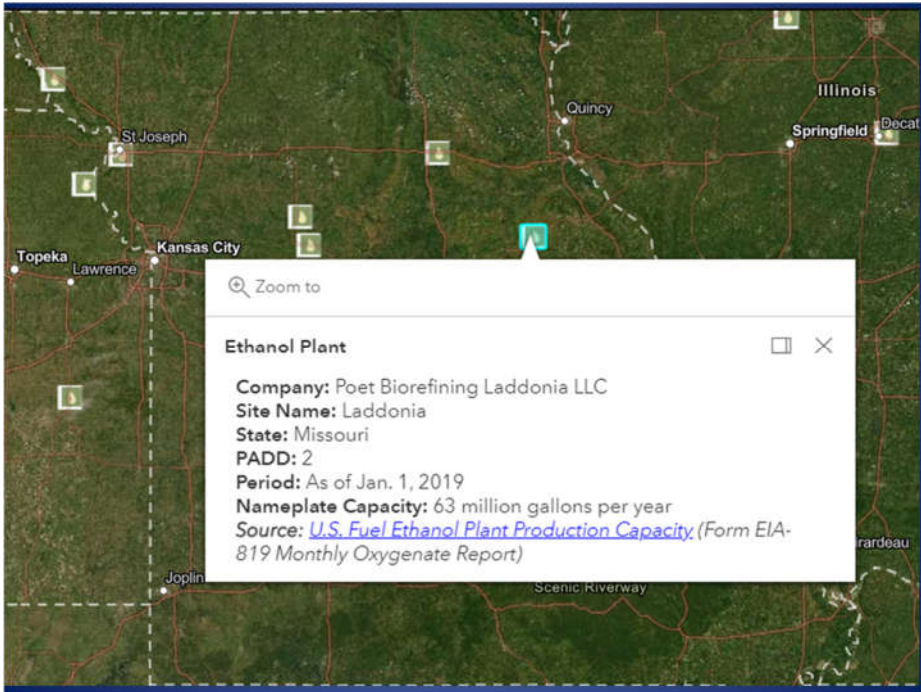 Illinois
Quincy
Springfield
Decat
St Joseph
Kansas City
Topeka
Lawrence
Zoom to
Ethanol Plant
Company: Poet Biorefining Laddonia LLC
Site Name: Laddonia
State: Missouri
PADD: 2
Period: As of Jan. 1, 2019
Nameplate Capacity: 63 million gallons per year
Source: U.S. Fuel Ethanol Plant Production Capacity (Form EIA-
819 Monthly Oxygenate Report)
irardeau
Joplin
Scenic Riverway